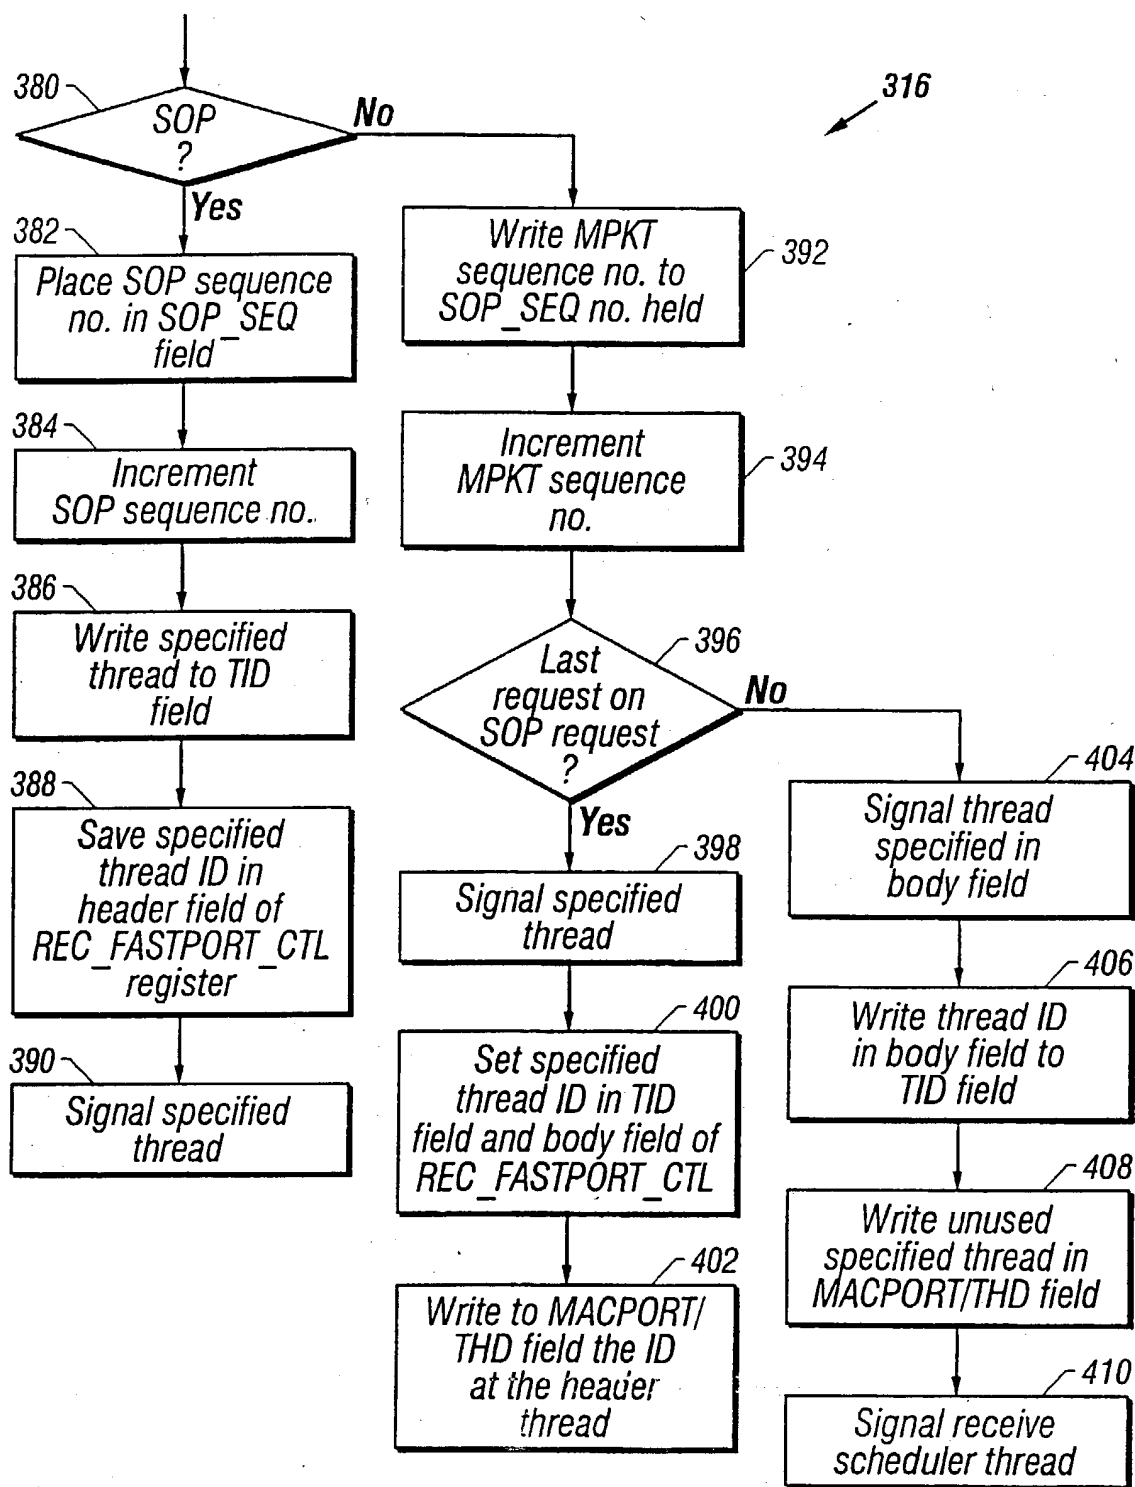 316
380
SOP
?
No
Yes
382
Place SOP sequence
no. in SOP_SEQ
field
384
Increment
SOP sequence no.
386
Write specified
thread to TID
field
388
Save specified
thread ID in
header field of
REC_FASTPORT_CTL
register
390
Signal specified
thread
392
Write MPKT
sequence no. to
SOP_SEQ no. held
394
Increment
MPKT sequence
no.
396
Last
request on
SOP request
?
No
Yes
398
Signal specified
thread
400
Set specified
thread ID in TID
field and body field of
REC_FASTPORT_CTL
402
Write to MACPORT/
THD field the ID
at the header
thread
404
Signal thread
specified in
body field
406
Write thread ID
in body field to
TID field
408
Write unused
specified thread in
MACPORT/THD field
410
Signal receive
scheduler thread